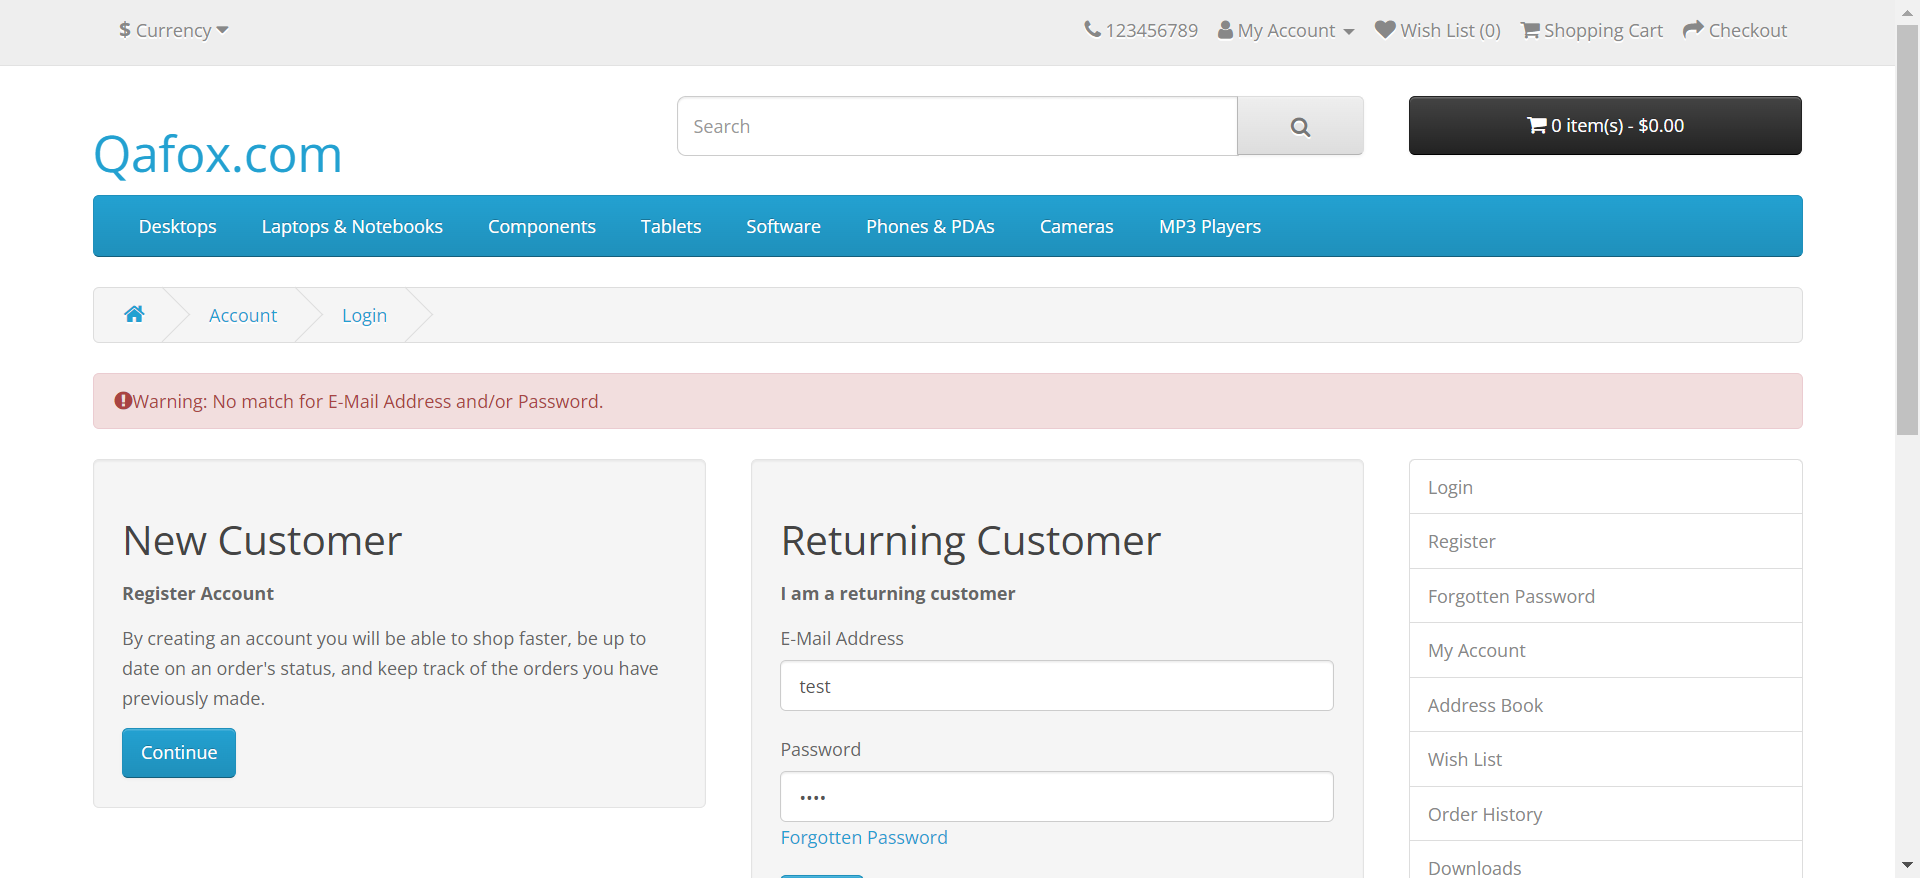 $ Currency
123456789 My Account Wish List (0) Shopping Cart Checkout
Qafox.com
Search
0 item(s) - $0.00
Desktops Laptops & Notebooks Components Tablets Software Phones & PDAs Cameras MP3 Players
Account Login
Warning: No match for E-Mail Address and/or Password.
New Customer
Register Account
By creating an account you will be able to shop faster, be up to
date on an order's status, and keep track of the orders you have
previously made.
Continue
Returning Customer
I am a returning customer
E-Mail Address
test
Password
••••
Forgotten Password
Login
Register
Forgotten Password
My Account
Address Book
Wish List
Order History
Downloads